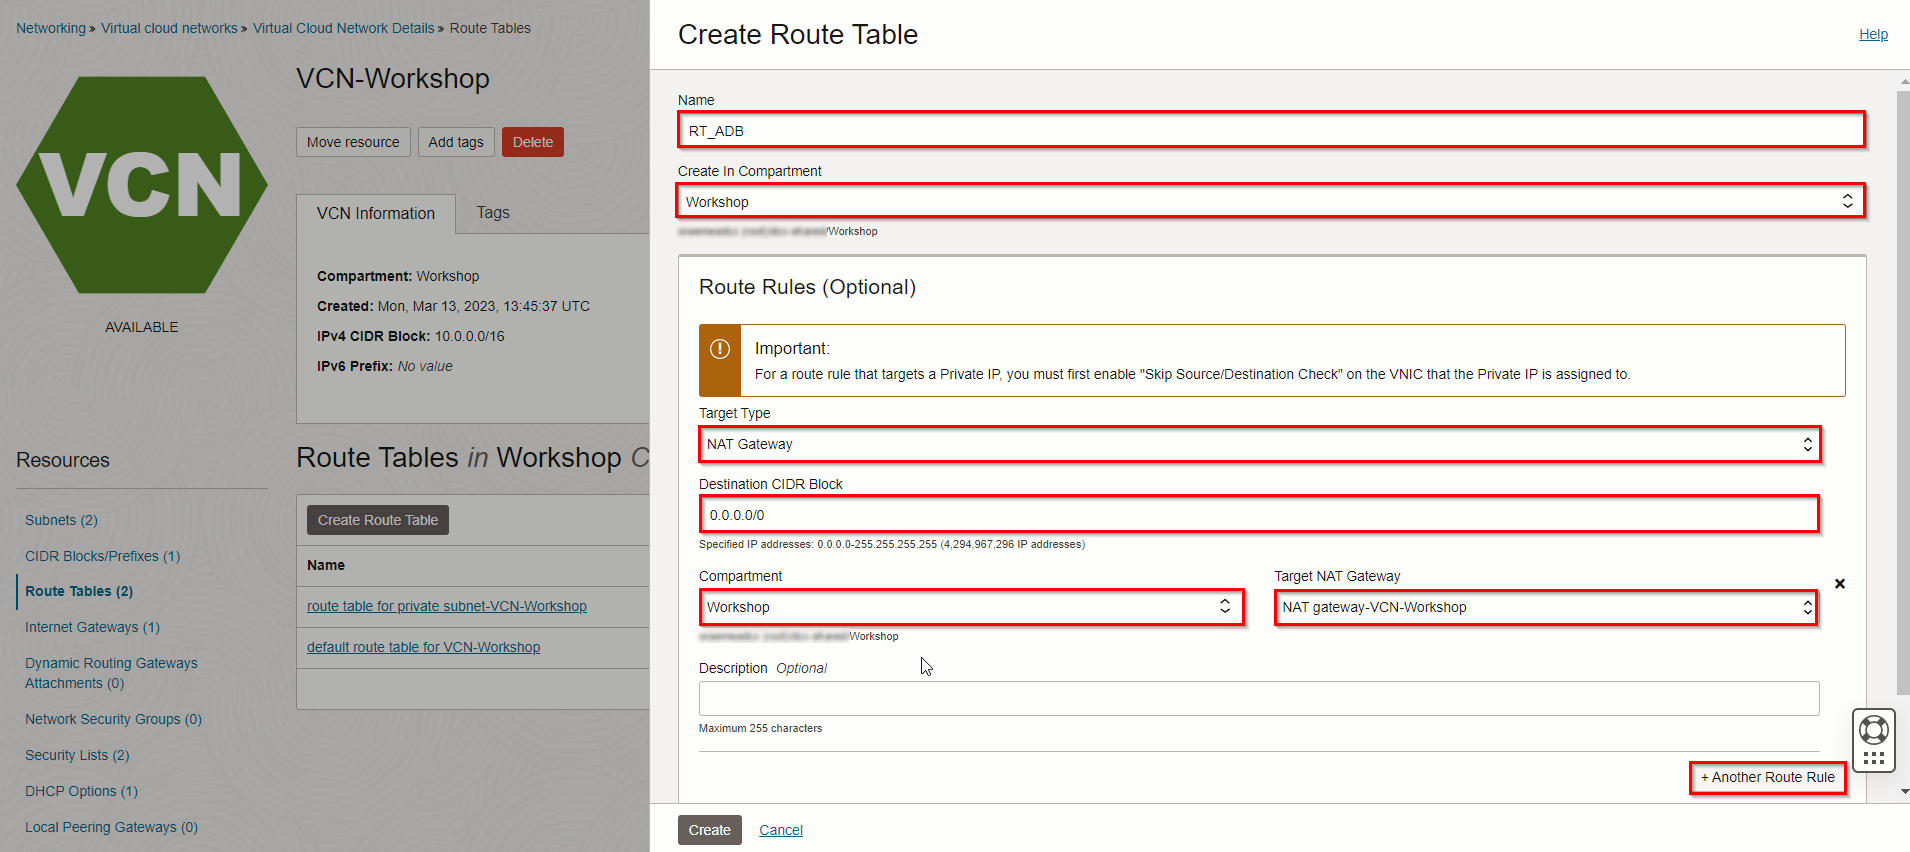 Networking » Virtual cloud networks » Virtual Cloud Network Details » Route Tables
VCN
AVAILABLE
VCN-Workshop
Move resource
Add tags
Delete
VCN Information
Tags
Compartment: Workshop
Created: Mon, Mar 13, 2023, 13:45:37 UTC
IPv4 CIDR Block: 10.0.0.0/16
IPv6 Prefix: No value
Resources
Subnets (2)
CIDR Blocks/Prefixes (1)
Route Tables (2)
Internet Gateways (1)
Dynamic Routing Gateways
Attachments (0)
Network Security Groups (0)
Security Lists (2)
DHCP Options (1)
Local Peering Gateways (0)
Route Tables in Workshop C
Create Route Table
Name
route table for private subnet-VCN-Workshop
default route table for VCN-Workshop
Create Route Table
Help
Name
RT_ADB
Create In Compartment
Workshop
/Workshop
Route Rules (Optional)
Important:
For a route rule that targets a Private IP, you must first enable "Skip Source/Destination Check" on the VNIC that the Private IP is assigned to.
Target Type
NAT Gateway
Destination CIDR Block
0.0.0.0/0
Specified IP addresses: 0.0.0.0-255.255.255.255 (4,294,967,296 IP addresses)
Compartment
Workshop
/Workshop
Target NAT Gateway
NAT gateway-VCN-Workshop
Description Optional
Maximum 255 characters
+ Another Route Rule
Create
Cancel